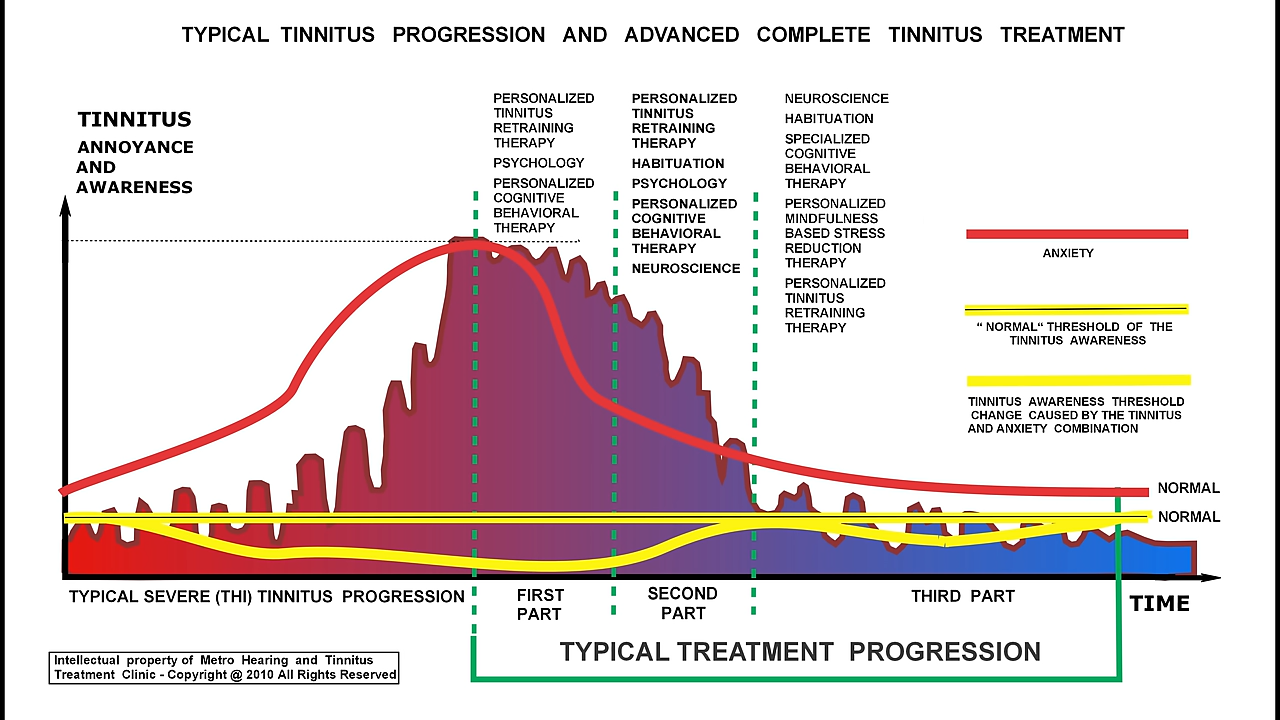 TYPICAL TINNITUS PROGRESSION AND ADVANCED COMPLETE TINNITUS TREATMENT
TINNITUS
ANNOYANCE
AND
AWARENESS
PERSONALIZED
TINNITUS
RETRAINING
THERAPY
PSYCHOLOGY
PERSONALIZED
COGNITIVE
BEHAVIORAL
THERAPY
PERSONALIZED
TINNITUS
RETRAINING
THERAPY
HABITUATION
PSYCHOLOGY
PERSONALIZED
COGNITIVE
BEHAVIORAL
THERAPY
NEUROSCIENCE
NEUROSCIENCE
HABITUATION
SPECIALIZED
COGNITIVE
BEHAVIORAL
THERAPY
PERSONALIZED
MINDFULNESS
BASED STRESS
REDUCTION
THERAPY
PERSONALIZED
TINNITUS
RETRAINING
THERAPY
ANXIETY
" NORMAL" THRESHOLD OF THE
TINNITUS AWARENESS
TINNITUS AWARENESS THRESHOLD
CHANGE CAUSED BY THE TINNITUS
AND ANXIETY COMBINATION
NORMAL
NORMAL
TYPICAL SEVERE (THI) TINNITUS PROGRESSION
FIRST
PART
SECOND
PART
THIRD PART
TIME
TYPICAL TREATMENT PROGRESSION
Intellectual property of Metro Hearing and Tinnitus
Treatment Clinic - Copyright @ 2010 All Rights Reserved